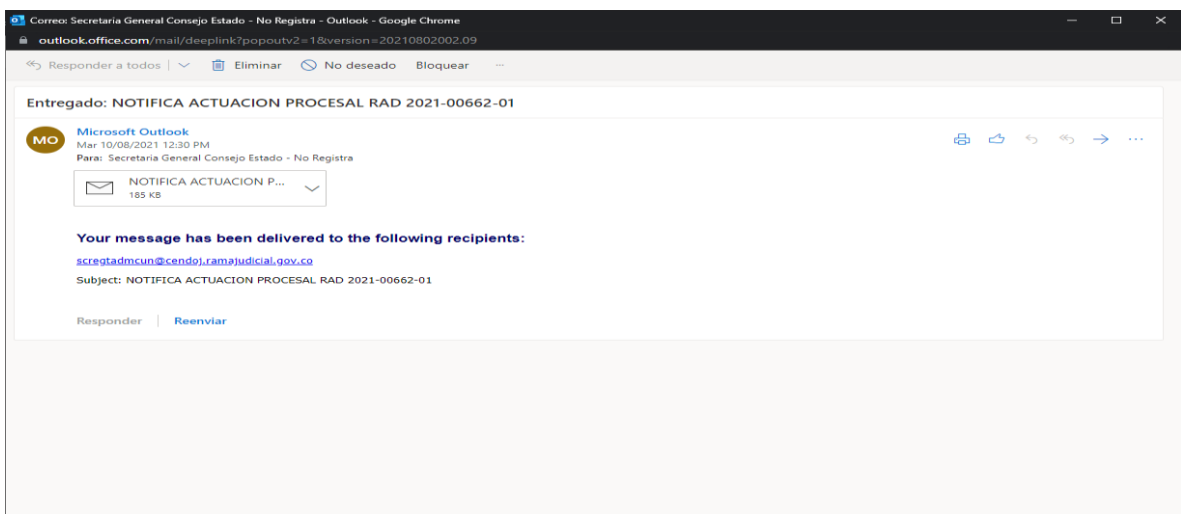 Correo: Secretaria General Consejo Estado - No Registra - Outlook - Google Chrome
outlook.office.com/mail/deeplink?popoutv2=1&version=20210802002.09
Responder a todos | Eliminar No deseado Bloquear ...
Entregado: NOTIFICA ACTUACION PROCESAL RAD 2021-00662-01
MO
Microsoft Outlook
Mar 10/08/2021 12:30 PM
Para: Secretaria General Consejo Estado - No Registra
NOTIFICA ACTUACION P...
185 KB
Your message has been delivered to the following recipients:
scregtadmcun@cendoj.ramajudicial.gov.co
Subject: NOTIFICA ACTUACION PROCESAL RAD 2021-00662-01
Responder | Reenviar